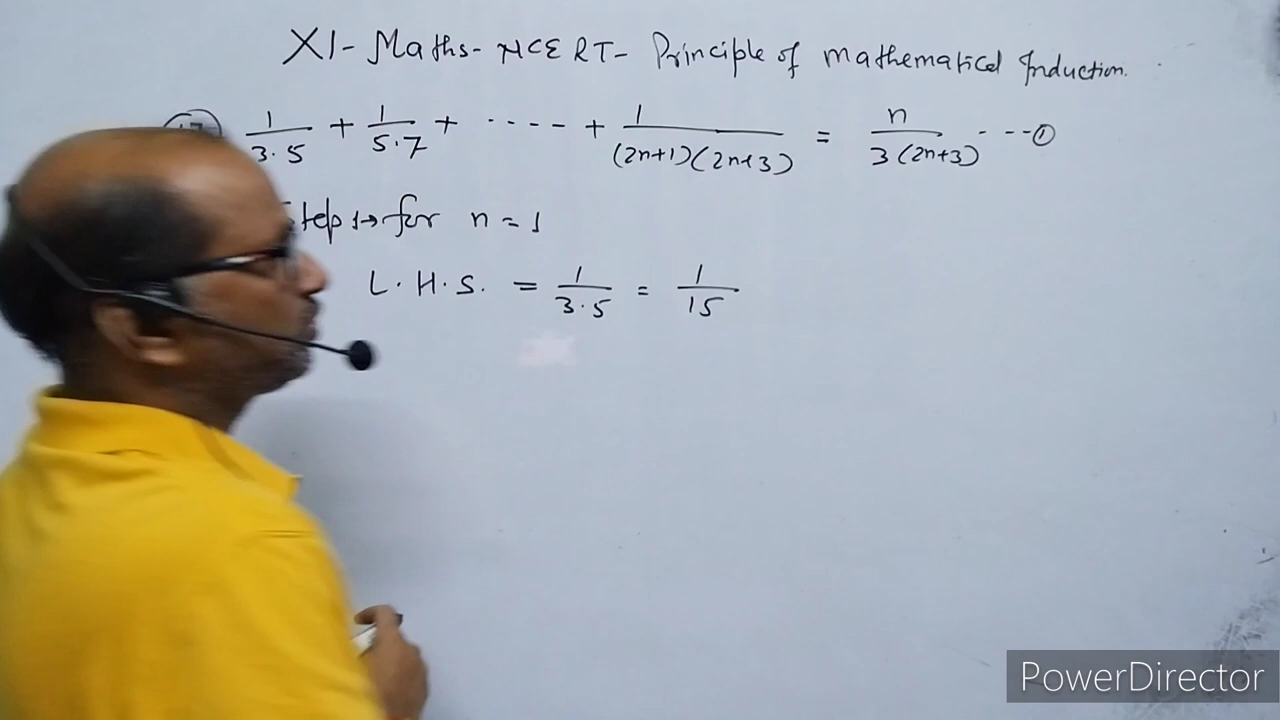 XI - Maths - NCERT - Principle of mathematical Induction.
1/(3·5) + 1/(5·7) + ---- + 1/((2n+1)(2n+3)) = n/(3(2n+3)) ---①
Step 1→ for n = 1
L.H.S. = 1/(3·5) = 1/15
PowerDirector